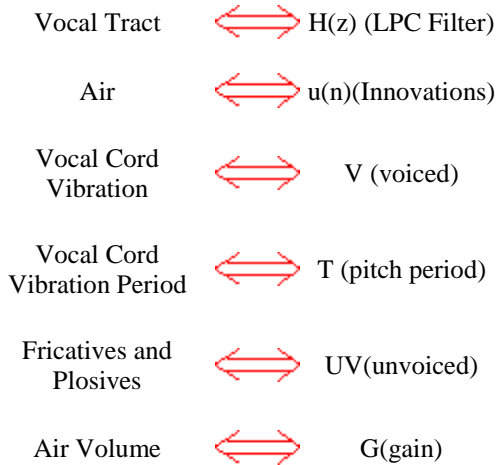 Vocal Tract H(z) (LPC Filter)
Air u(n)(Innovations)
Vocal Cord
Vibration V (voiced)
Vocal Cord
Vibration Period T (pitch period)
Fricatives and
Plosives UV(unvoiced)
Air Volume G(gain)